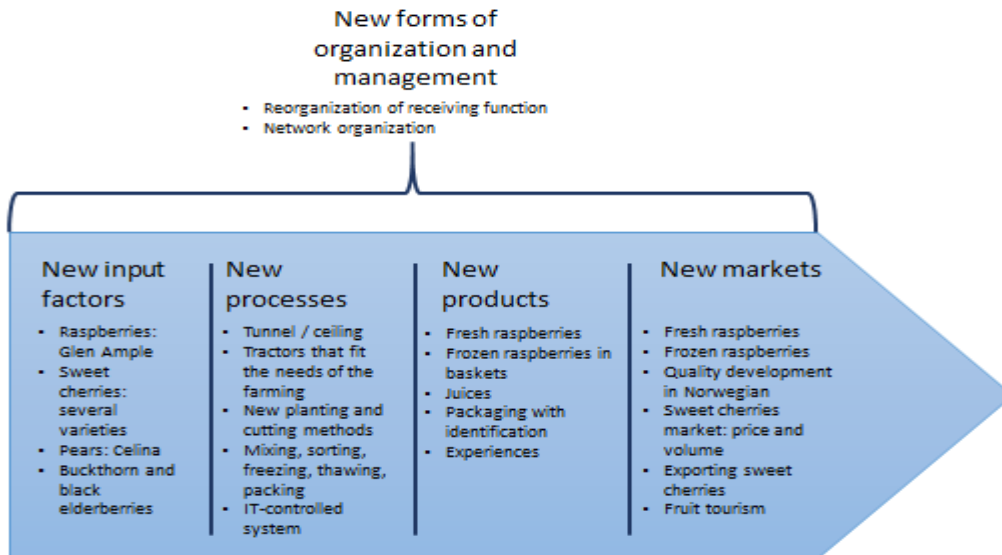 New forms of
organization and
management
▪ Reorganization of receiving function
▪ Network organization
New input
factors
▪ Raspberries:
Glen Ample
▪ Sweet
cherries:
several
varieties
▪ Pears: Celina
▪ Buckthorn and
black
elderberries
New
processes
▪ Tunnel / ceiling
▪ Tractors that fit
the needs of the
farming
▪ New planting and
cutting methods
▪ Mixing, sorting,
freezing, thawing,
packing
▪ IT-controlled
system
New
products
▪ Fresh raspberries
▪ Frozen raspberries in
baskets
▪ Juices
▪ Packaging with
identification
▪ Experiences
New markets
▪ Fresh raspberries
▪ Frozen raspberries
▪ Quality development
in Norwegian
▪ Sweet cherries
market: price and
volume
▪ Exporting sweet
cherries
▪ Fruit tourism